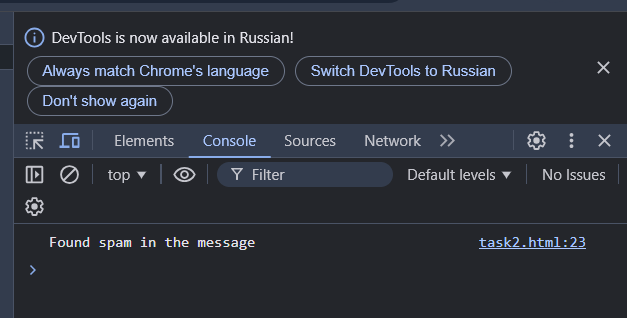 DevTools is now available in Russian!
Always match Chrome's language
Switch DevTools to Russian
Don't show again
Elements Console Sources Network
top Filter Default levels No Issues
Found spam in the message task2.html:23